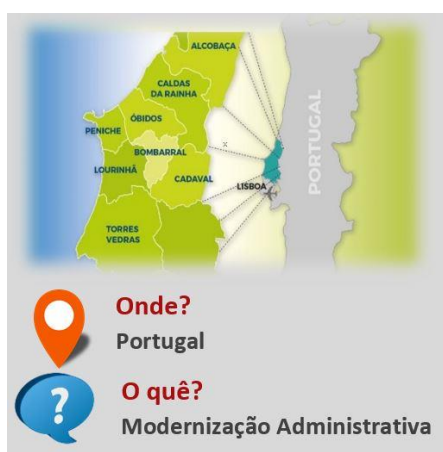 ALCOBAÇA
CALDAS
DA RAINHA
ÓBIDOS
PENICHE
BOMBARRAL
LOURINHÃ
CADAVAL
LISBOA
PORTUGAL
TORRES
VEDRAS
Onde?
Portugal
?
O quê?
Modernização Administrativa